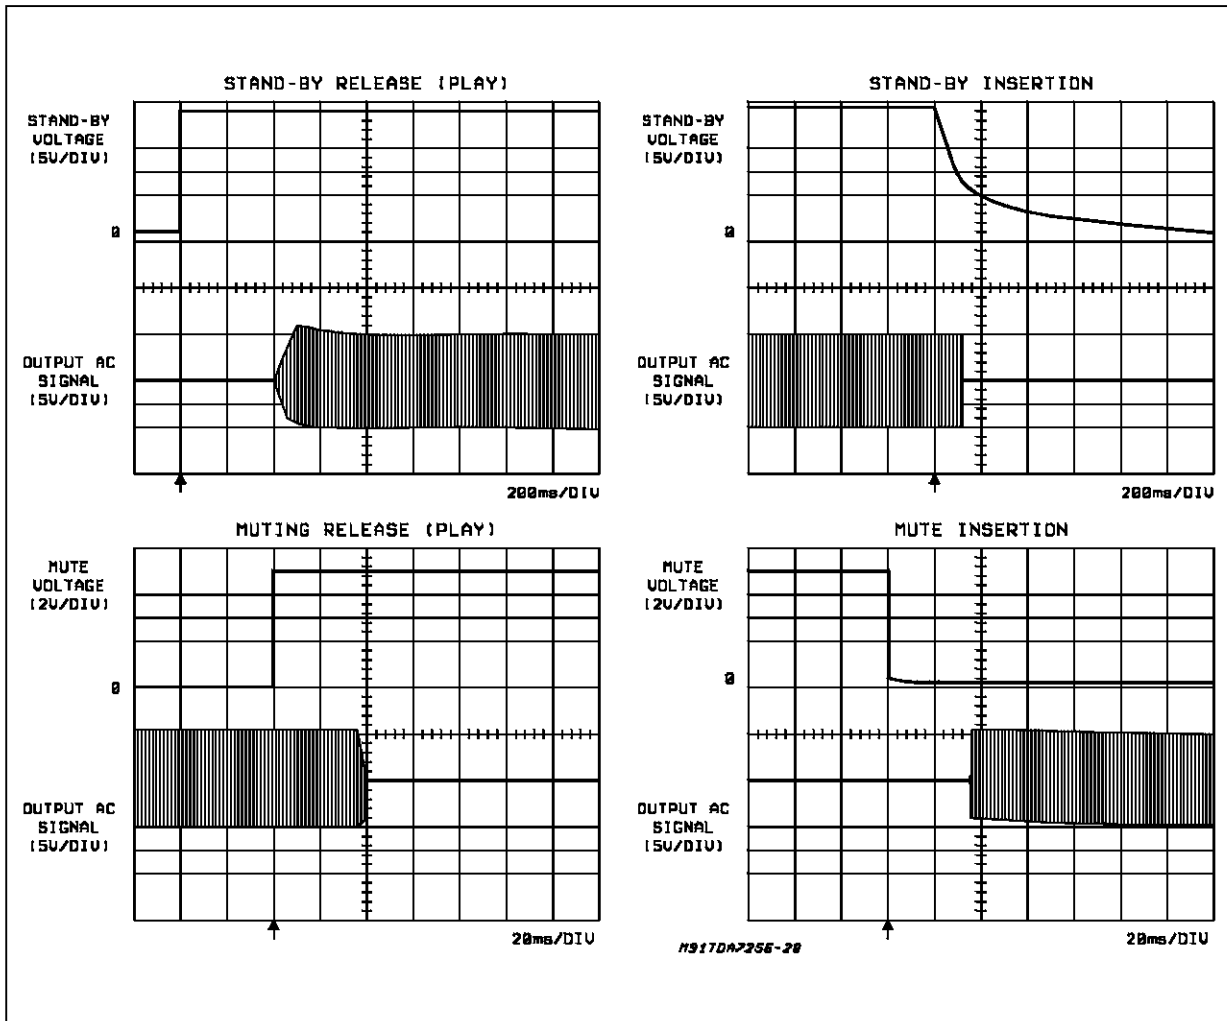 STAND-BY RELEASE (PLAY)
STAND-BY
VOLTAGE
(5V/DIV)
0
OUTPUT AC
SIGNAL
(5V/DIV)
200ms/DIV
STAND-BY INSERTION
STAND-BY
VOLTAGE
(5V/DIV)
0
OUTPUT AC
SIGNAL
(5V/DIV)
200ms/DIV
MUTING RELEASE (PLAY)
MUTE
VOLTAGE
(2V/DIV)
0
OUTPUT AC
SIGNAL
(5V/DIV)
20ms/DIV
MUTE INSERTION
MUTE
VOLTAGE
(2V/DIV)
0
OUTPUT AC
SIGNAL
(5V/DIV)
20ms/DIV
M91TDA7256-20